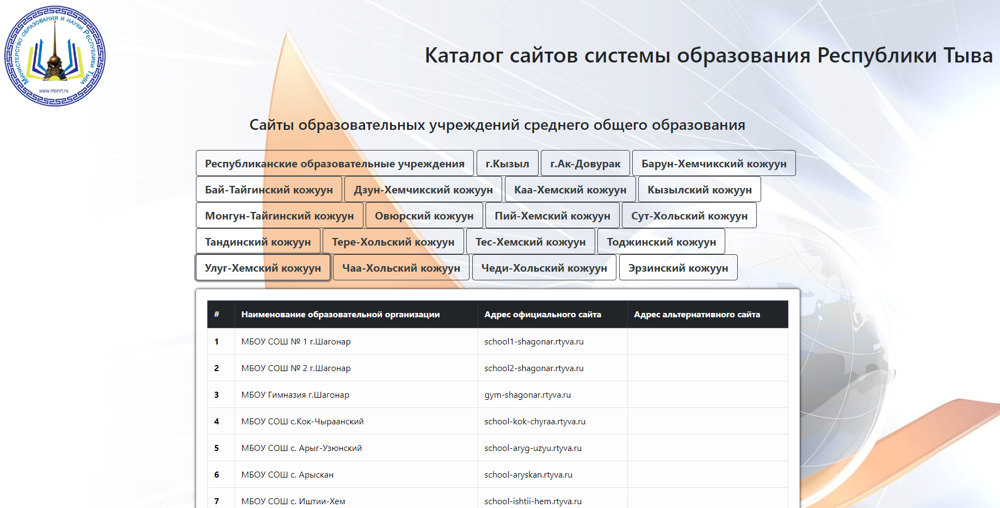 Министерство образования и науки Республики Тыва
www.monrt.ru
Каталог сайтов системы образования Республики Тыва
Сайты образовательных учреждений среднего общего образования
Республиканские образовательные учреждения г.Кызыл г.Ак-Довурак Барун-Хемчикский кожуун
Бай-Тайгинский кожуун Дзун-Хемчикский кожуун Каа-Хемский кожуун Кызылский кожуун
Монгун-Тайгинский кожуун Овюрский кожуун Пий-Хемский кожуун Сут-Хольский кожуун
Тандинский кожуун Тере-Хольский кожуун Тес-Хемский кожуун Тоджинский кожуун
Улуг-Хемский кожуун Чаа-Хольский кожуун Чеди-Хольский кожуун Эрзинский кожуун
# Наименование образовательной организации Адрес официального сайта Адрес альтернативного сайта
1 МБОУ СОШ № 1 г.Шагонар school1-shagonar.rtyva.ru
2 МБОУ СОШ № 2 г.Шагонар school2-shagonar.rtyva.ru
3 МБОУ Гимназия г.Шагонар gym-shagonar.rtyva.ru
4 МБОУ СОШ с.Кок-Чыраанский school-kok-chyraa.rtyva.ru
5 МБОУ СОШ с. Арыг-Узюнский school-aryg-uzyu.rtyva.ru
6 МБОУ СОШ с. Арыскан school-aryskan.rtyva.ru
7 МБОУ СОШ с. Иштии-Хем school-ishtii-hem.rtyva.ru